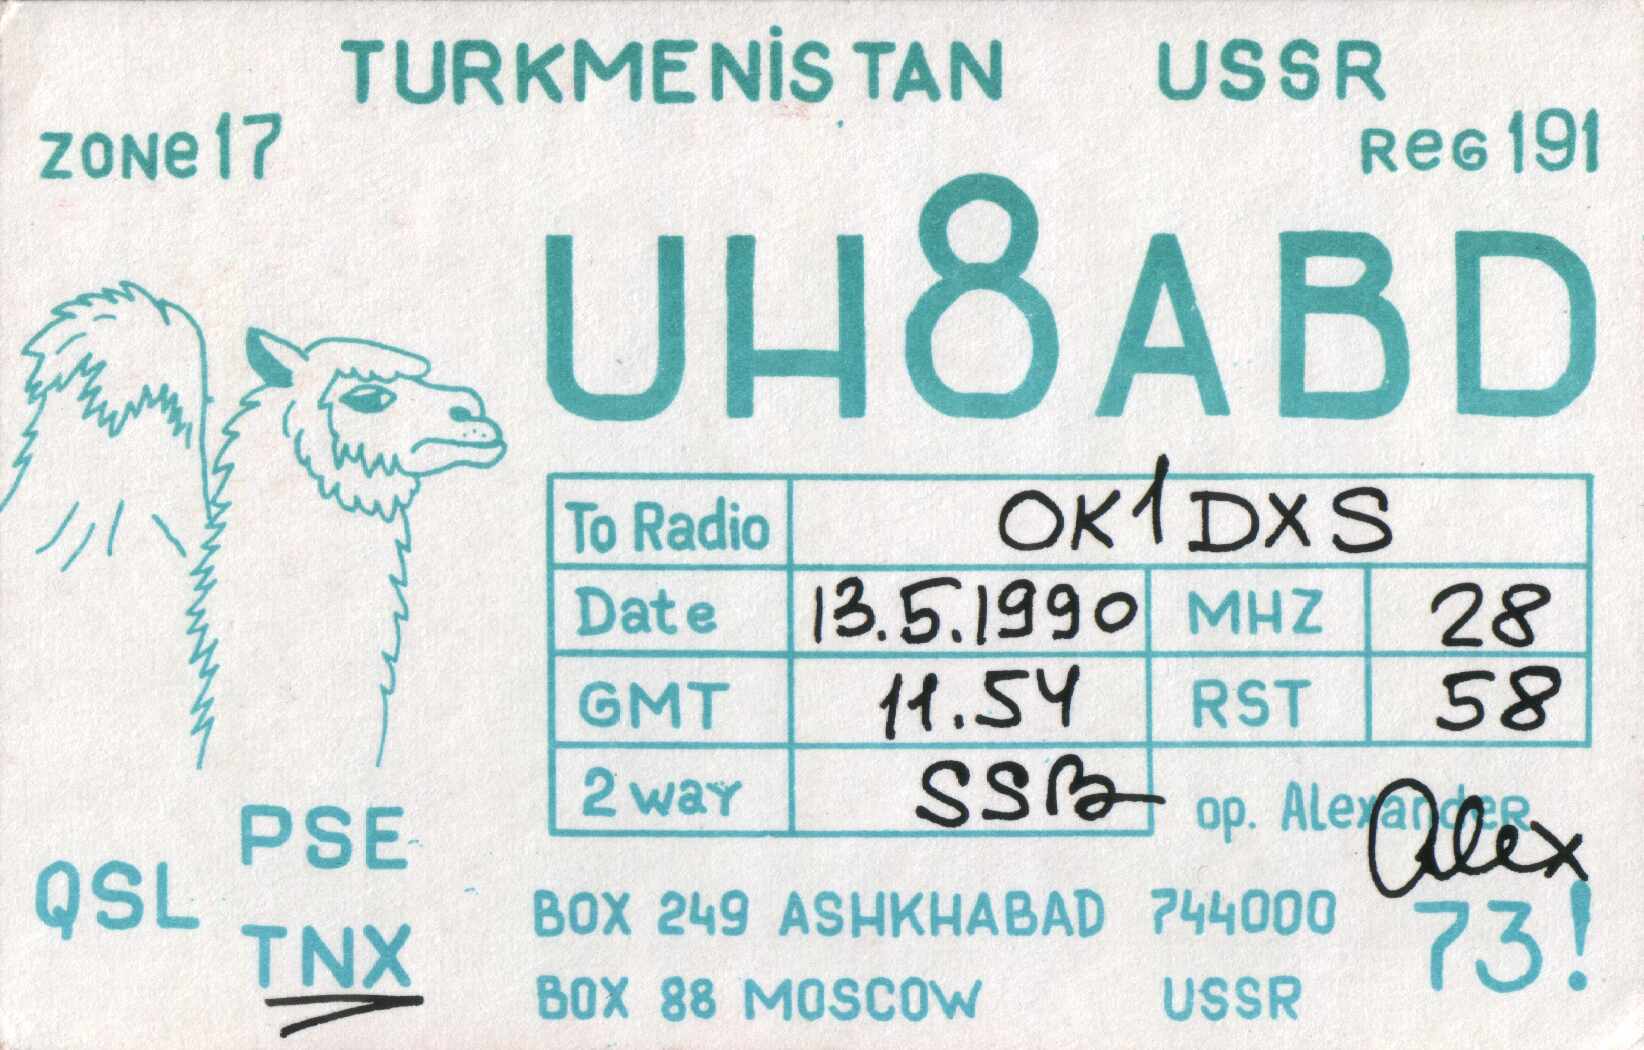 TURKMENiSTAN USSR
ZONe 17 ReG 191
UH8ABD
To Radio OK1DXS
Date 13.5.1990 MHZ 28
GMT 11.54 RST 58
2 way SSB op. AlexandeR Alex
PSE
QSL
TNX
73!
BOX 249 ASHKHABAD 744000
BOX 88 MOSCOW USSR